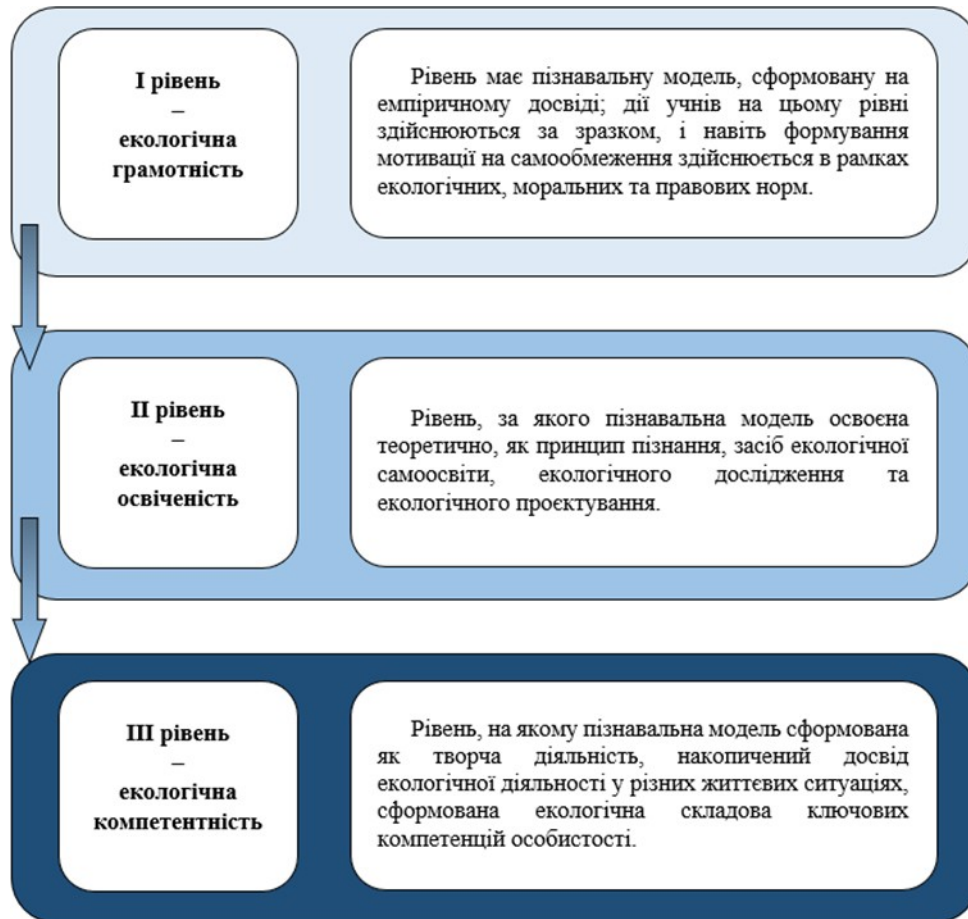 І рівень
–
екологічна
грамотність
Рівень має пізнавальну модель, сформовану на
емпіричному досвіді; дії учнів на цьому рівні
здійснюються за зразком, і навіть формування
мотивації на самообмеження здійснюється в рамках
екологічних, моральних та правових норм.
ІІ рівень
–
екологічна
освіченість
Рівень, за якого пізнавальна модель освоєна
теоретично, як принцип пізнання, засіб екологічної
самоосвіти, екологічного дослідження та
екологічного проєктування.
ІІІ рівень
–
екологічна
компетентність
Рівень, на якому пізнавальна модель сформована
як творча діяльність, накопичений досвід
екологічної діяльності у різних життєвих ситуаціях,
сформована екологічна складова ключових
компетенцій особистості.